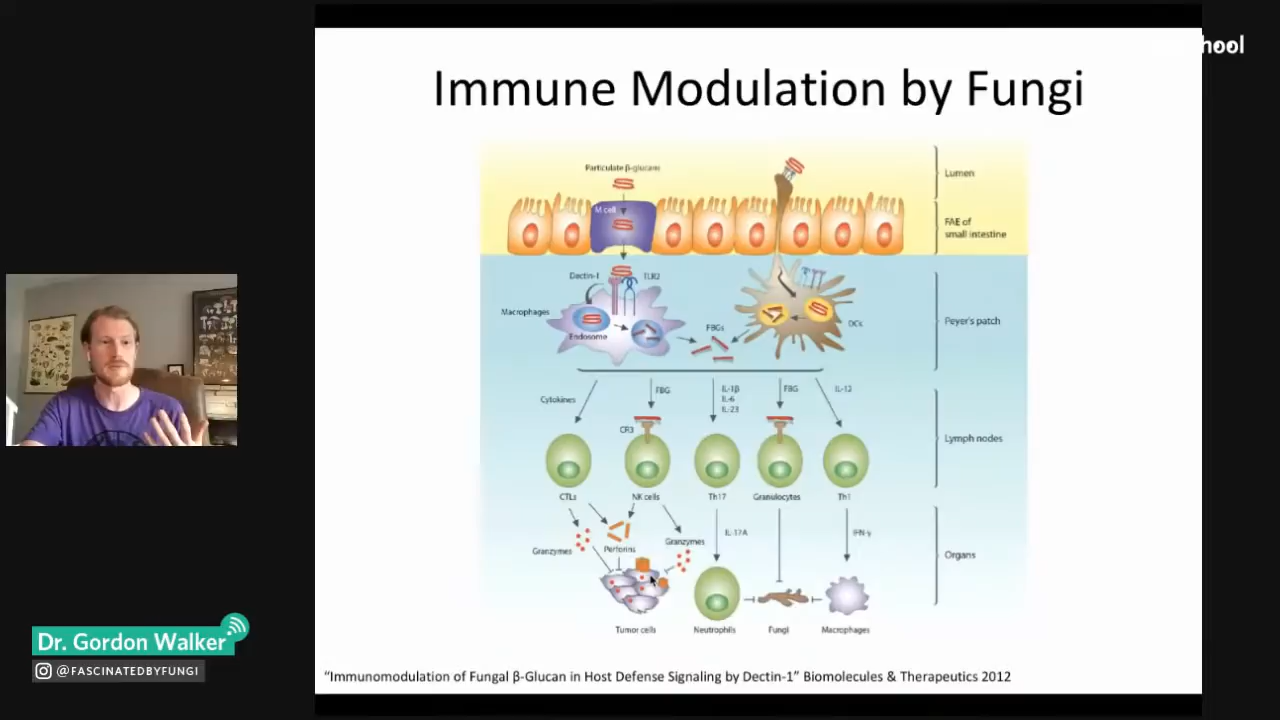 hool
Immune Modulation by Fungi
Particulate β-glucans
Lumen
M cell
FAE of
small intestine
Dectin-1
TLR2
Macrophages
Endosome
FBGs
DCs
Peyer's patch
Cytokines
FBG
IL-1β
IL-6
IL-23
FBG
IL-12
CR3
Lymph nodes
CTLs
NK cells
Th17
Granulocytes
Th1
Granzymes
Perforins
Granzymes
IL-17A
IFN-γ
Organs
Tumor cells
Neutrophils
Fungi
Macrophages
"Immunomodulation of Fungal β-Glucan in Host Defense Signaling by Dectin-1" Biomolecules & Therapeutics 2012
Dr. Gordon Walker
@FASCINATEDBYFUNGI